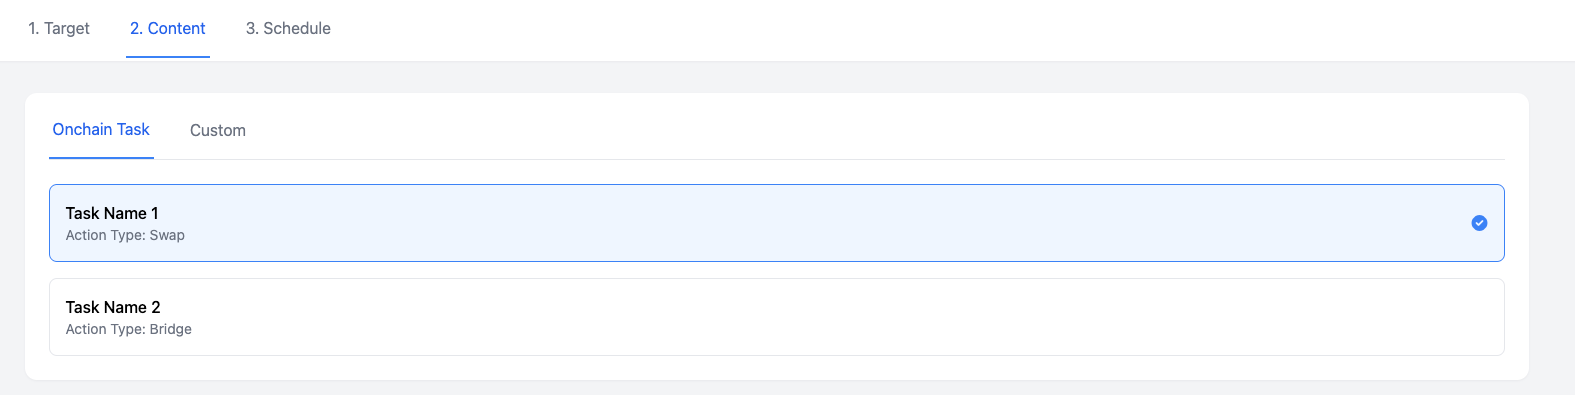 1. Target 2. Content 3. Schedule
Onchain Task Custom
Task Name 1
Action Type: Swap
Task Name 2
Action Type: Bridge